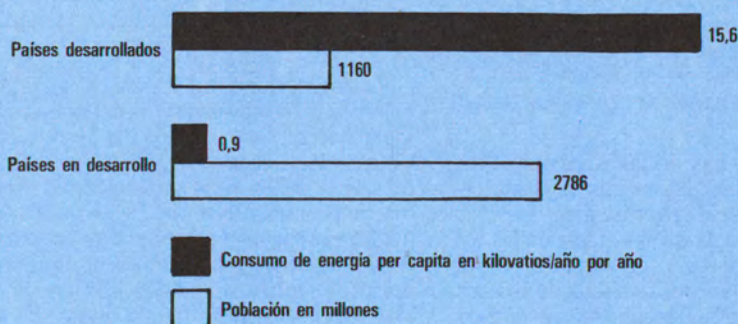 15,6
Países desarrollados
1160
0,9
Países en desarrollo
2786
Consumo de energía per capita en kilovatios/año por año
Población en millones